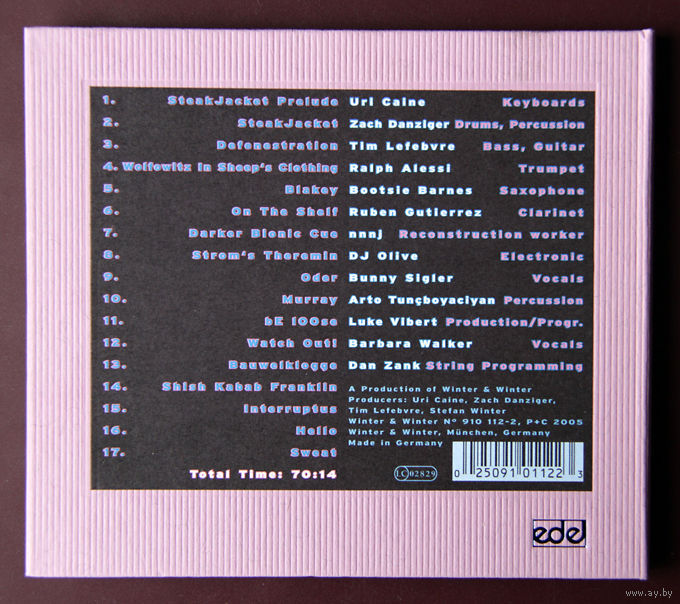 1. SteakJacket Prelude Uri Caine Keyboards
2. SteakJacket Zach Danziger Drums, Percussion
3. Defenestration Tim Lefebvre Bass, Guitar
4. Wolfowitz In Sheep's Clothing Ralph Alessi Trumpet
5. Blakey Bootsie Barnes Saxophone
6. On The Shelf Ruben Gutierrez Clarinet
7. Darker Bionic Cue nnnj Reconstruction worker
8. Strom's Theremin DJ Olive Electronic
9. Oder Bunny Sigler Vocals
10. Murray Arto Tunçboyaciyan Percussion
11. bE lOOse Luke Vibert Production/Progr.
12. Watch Out! Barbara Walker Vocals
13. Bauwelklogge Dan Zank String Programming
14. Shish Kabab Franklin
15. Interruptus
16. Hello
17. Sweat
Total Time: 70:14
A Production of Winter & Winter
Producers: Uri Caine, Zach Danziger,
Tim Lefebvre, Stefan Winter
Winter & Winter N° 910 112-2, P+C 2005
Winter & Winter, München, Germany
Made in Germany
LC 02829
0 25091 01122 3
edel
www.ay.by